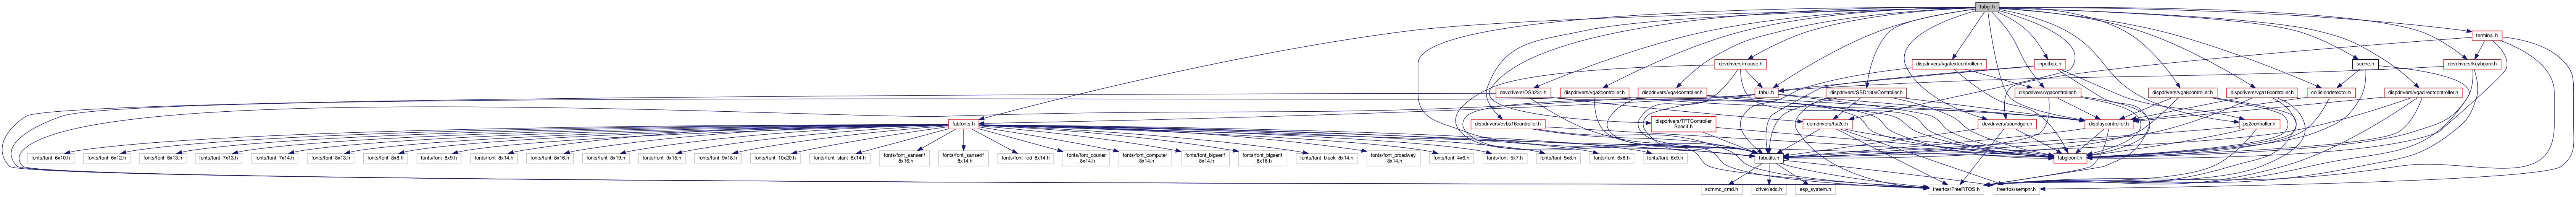 fabgl.h
terminal.h
devdrivers/mouse.h
dispdrivers/vgatextcontroller.h
inputbox.h
scene.h
devdrivers/keyboard.h
devdrivers/DS3231.h
dispdrivers/vga2controller.h
dispdrivers/vga4controller.h
fabui.h
dispdrivers/SSD1306Controller.h
dispdrivers/vgacontroller.h
dispdrivers/vga8controller.h
dispdrivers/vga16controller.h
collisiondetector.h
dispdrivers/vgadirectcontroller.h
fabfonts.h
dispdrivers/cvbs16controller.h
dispdrivers/TFTController
Specif.h
comdrivers/tsi2c.h
devdrivers/soundgen.h
displaycontroller.h
ps2controller.h
fonts/font_6x10.h
fonts/font_6x12.h
fonts/font_6x13.h
fonts/font_7x13.h
fonts/font_7x14.h
fonts/font_8x13.h
fonts/font_8x8.h
fonts/font_8x9.h
fonts/font_8x14.h
fonts/font_8x16.h
fonts/font_8x19.h
fonts/font_9x15.h
fonts/font_9x18.h
fonts/font_10x20.h
fonts/font_slant_8x14.h
fonts/font_sanserif
_8x16.h
fonts/font_sanserif
_8x14.h
fonts/font_lcd_8x14.h
fonts/font_courier
_8x14.h
fonts/font_computer
_8x14.h
fonts/font_bigserif
_8x14.h
fonts/font_bigserif
_8x16.h
fonts/font_block_8x14.h
fonts/font_broadway
_8x14.h
fonts/font_4x6.h
fonts/font_5x7.h
fonts/font_5x8.h
fonts/font_6x8.h
fonts/font_6x9.h
fabutils.h
fabglconf.h
sdmmc_cmd.h
driver/adc.h
esp_system.h
freertos/FreeRTOS.h
freertos/semphr.h